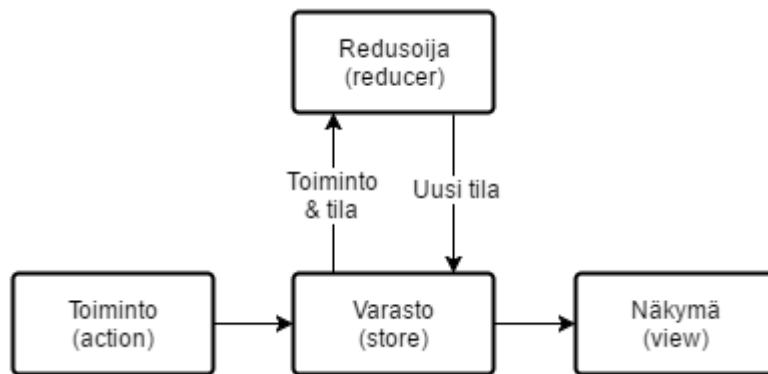 Redusoija
(reducer)
Toiminto
& tila
Uusi tila
Toiminto
(action)
Varasto
(store)
Näkymä
(view)